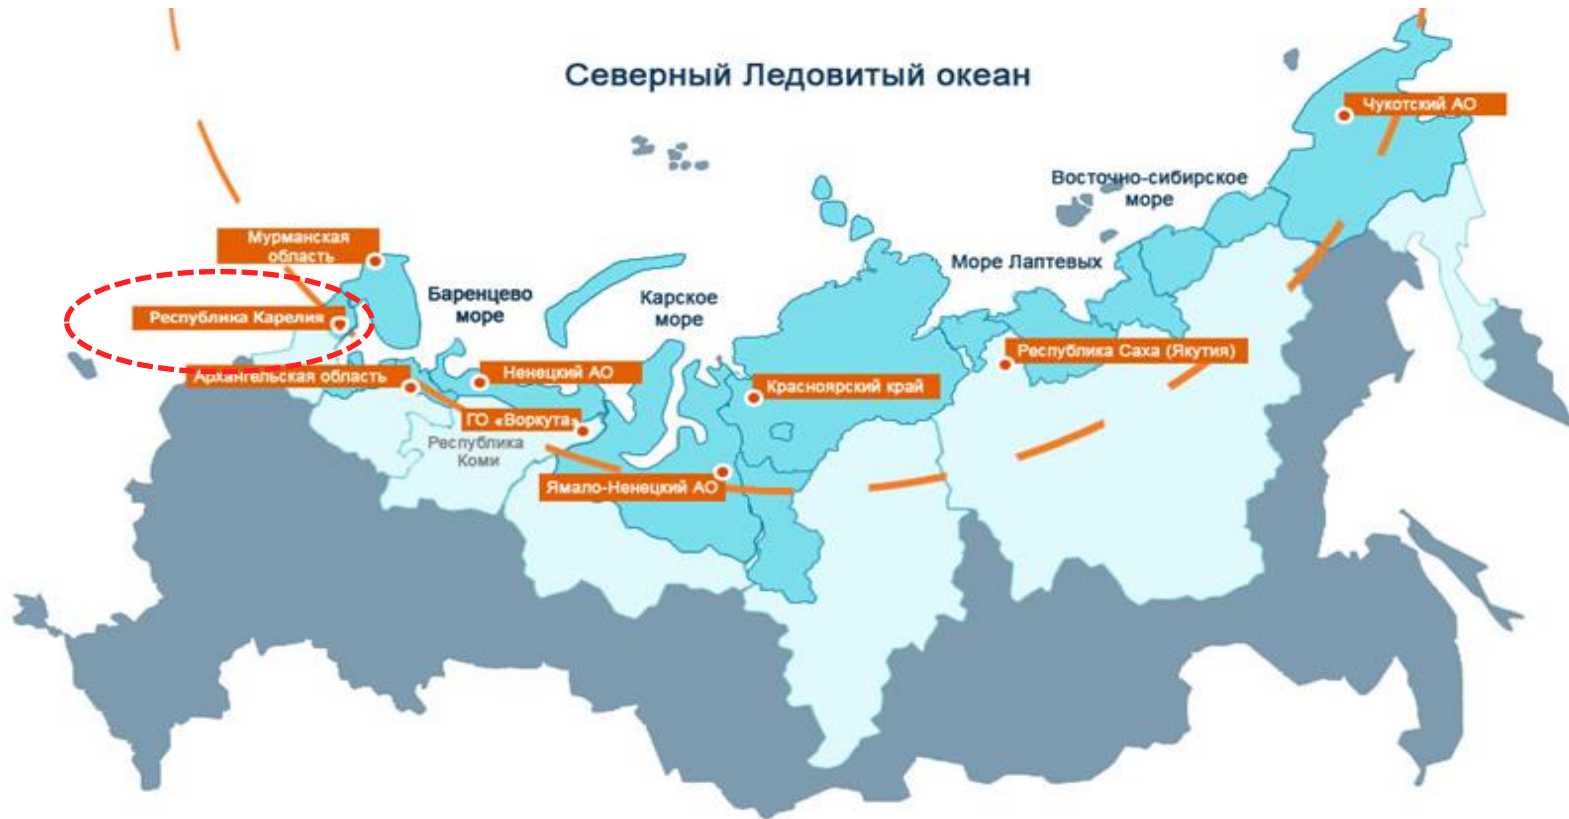 Северный Ледовитый океан
Чукотский АО
Восточно-сибирское
море
Мурманская
область
Море Лаптевых
Баренцево
море
Карское
море
Республика Карелия
Республика Саха (Якутия)
Архангельская область
Ненецкий АО
Красноярский край
ГО «Воркута»
Республика
Коми
Ямало-Ненецкий АО